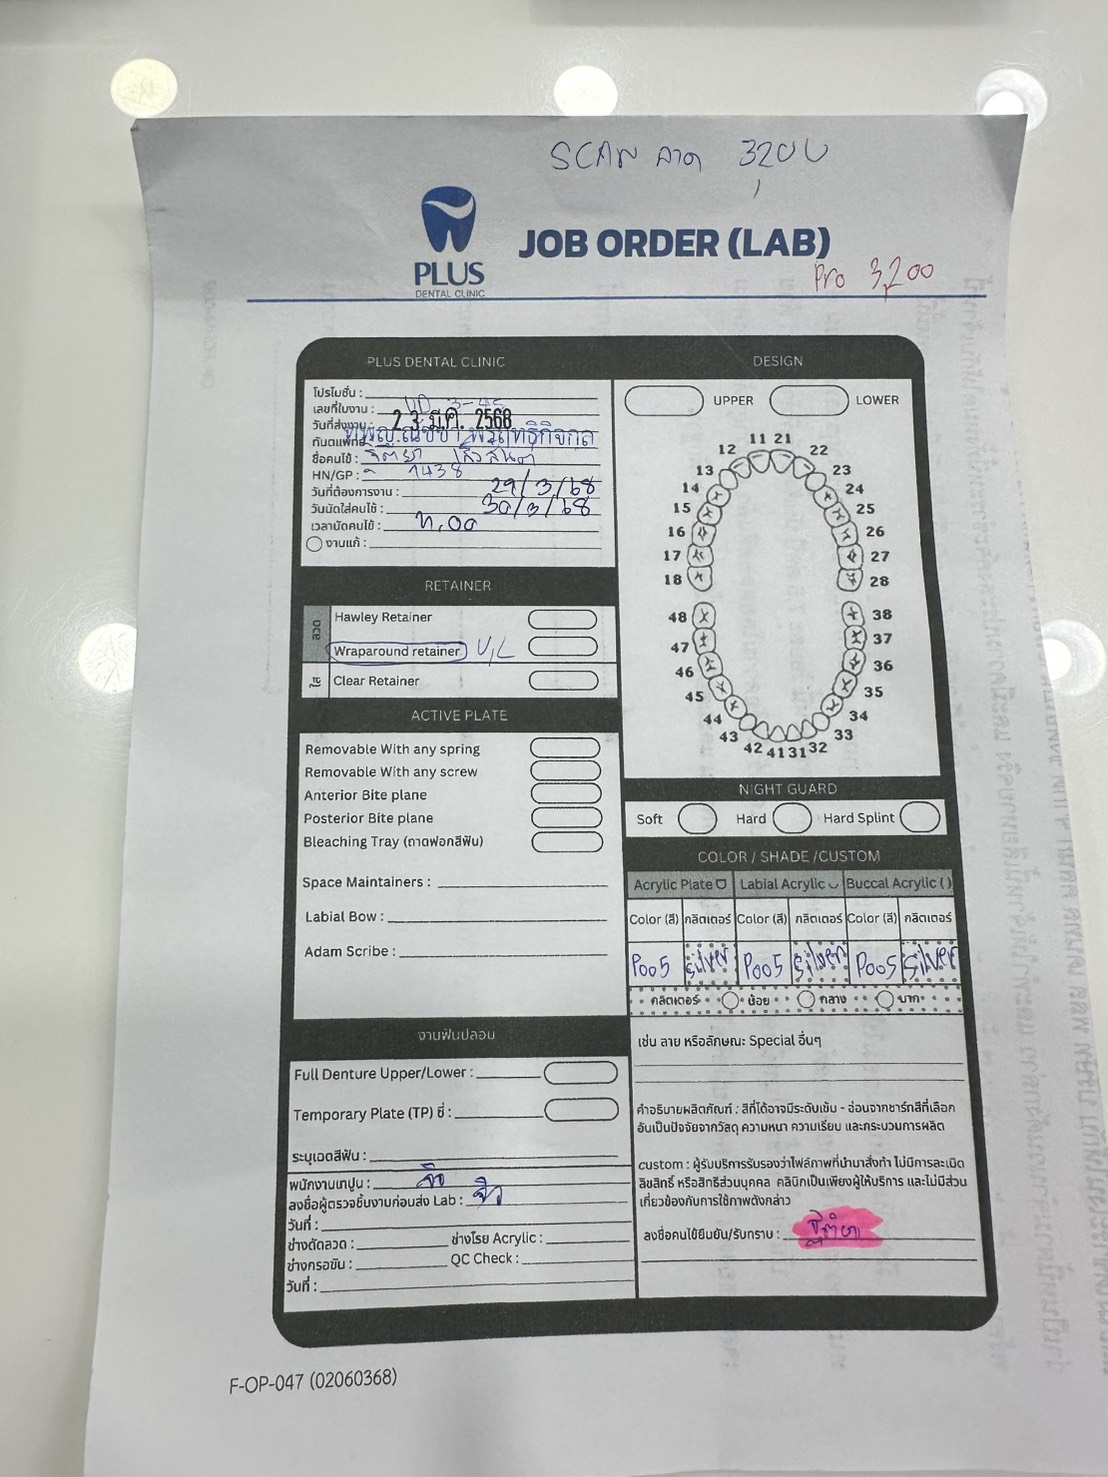 SCAN ลาด 3,200
PLUS
DENTAL CLINIC
JOB ORDER (LAB)
Pro 3,200
PLUS DENTAL CLINIC
โปรโมชั่น :
เลขที่ใบงาน : UD 3-45
วันที่ส่งงาน : 23 มี.ค. 2568
ทันตแพทย์ : ทพญ.ณัชชา
ชื่อคนไข้ :
HN/GP : 7438
วันที่ต้องการงาน : 29/3/68
วันนัดใส่คนไข้ : 30/3/68
เวลานัดคนไข้ :
งานแก้ :
DESIGN
UPPER
LOWER
11 21
12 22
13 23
14 24
15 25
16 26
17 27
18 28
48 38
47 37
46 36
45 35
44 34
43 33
42 41 31 32
RETAINER
ลวด
Hawley Retainer
Wraparound retainer U,L
ใส
Clear Retainer
ACTIVE PLATE
Removable With any spring
Removable With any screw
Anterior Bite plane
Posterior Bite plane
Bleaching Tray (ถาดฟอกสีฟัน)
Space Maintainers :
Labial Bow :
Adam Scribe :
NIGHT GUARD
Soft Hard Hard Splint
COLOR / SHADE /CUSTOM
Acrylic Plate Labial Acrylic Buccal Acrylic ( )
Color (สี) กลิตเตอร์ Color (สี) กลิตเตอร์ Color (สี) กลิตเตอร์
P005 Silver P005 Silver P005 Silver
กลิตเตอร์ น้อย กลาง มาก
เช่น ลาย หรือลักษณะ Special อื่นๆ
คำอธิบายผลิตภัณฑ์ : สีที่ได้อาจมีระดับเข้ม - อ่อนจากชาร์ทสีที่เลือก
อันเป็นปัจจัยจากวัสดุ ความหนา ความเรียบ และกระบวนการผลิต
custom : ผู้รับบริการรับรองว่าไฟล์ภาพที่นำมาสั่งทำ ไม่มีการละเมิด
ลิขสิทธิ์ หรือสิทธิส่วนบุคคล คลินิกเป็นเพียงผู้ให้บริการ และไม่มีส่วน
เกี่ยวข้องกับการใช้ภาพดังกล่าว
ลงชื่อคนไข้ยืนยัน/รับทราบ :
งานฟันปลอม
Full Denture Upper/Lower :
Temporary Plate (TP) ซี่ :
ระบุเฉดสีฟัน :
พนักงานเทปูน : จิว
ลงชื่อผู้ตรวจชิ้นงานก่อนส่ง Lab : จิว
วันที่ :
ช่างดัดลวด : ช่างโรย Acrylic :
ช่างกรอขัด : QC Check :
วันที่ :
F-OP-047 (02060368)